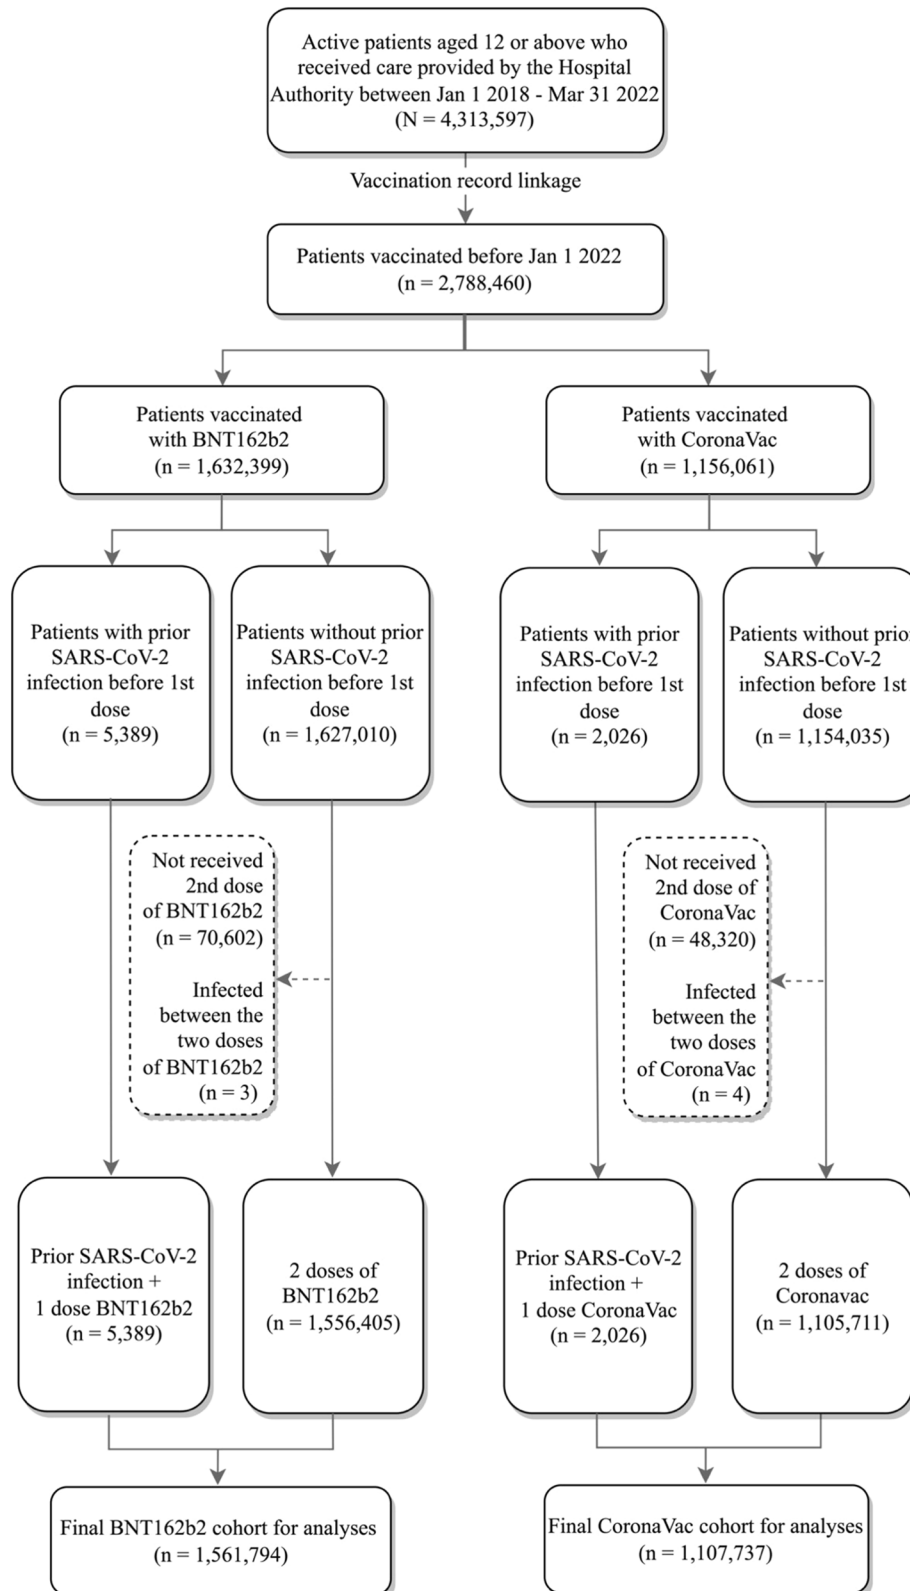 Active patients aged 12 or above who
received care provided by the Hospital
Authority between Jan 1 2018 - Mar 31 2022
(N = 4,313,597)
Vaccination record linkage
Patients vaccinated before Jan 1 2022
(n = 2,788,460)
Patients vaccinated
with BNT162b2
(n = 1,632,399)
Patients vaccinated
with CoronaVac
(n = 1,156,061)
Patients with prior
SARS-CoV-2
infection before 1st
dose
(n = 5,389)
Patients without prior
SARS-CoV-2
infection before 1st
dose
(n = 1,627,010)
Patients with prior
SARS-CoV-2
infection before 1st
dose
(n = 2,026)
Patients without prior
SARS-CoV-2
infection before 1st
dose
(n = 1,154,035)
Not received
2nd dose
of BNT162b2
(n = 70,602)
Infected
between the
two doses
of BNT162b2
(n = 3)
Not received
2nd dose of
CoronaVac
(n = 48,320)
Infected
between the
two doses
of CoronaVac
(n = 4)
Prior SARS-CoV-2
infection +
1 dose BNT162b2
(n = 5,389)
2 doses of
BNT162b2
(n = 1,556,405)
Prior SARS-CoV-2
infection +
1 dose CoronaVac
(n = 2,026)
2 doses of
Coronavac
(n = 1,105,711)
Final BNT162b2 cohort for analyses
(n = 1,561,794)
Final CoronaVac cohort for analyses
(n = 1,107,737)